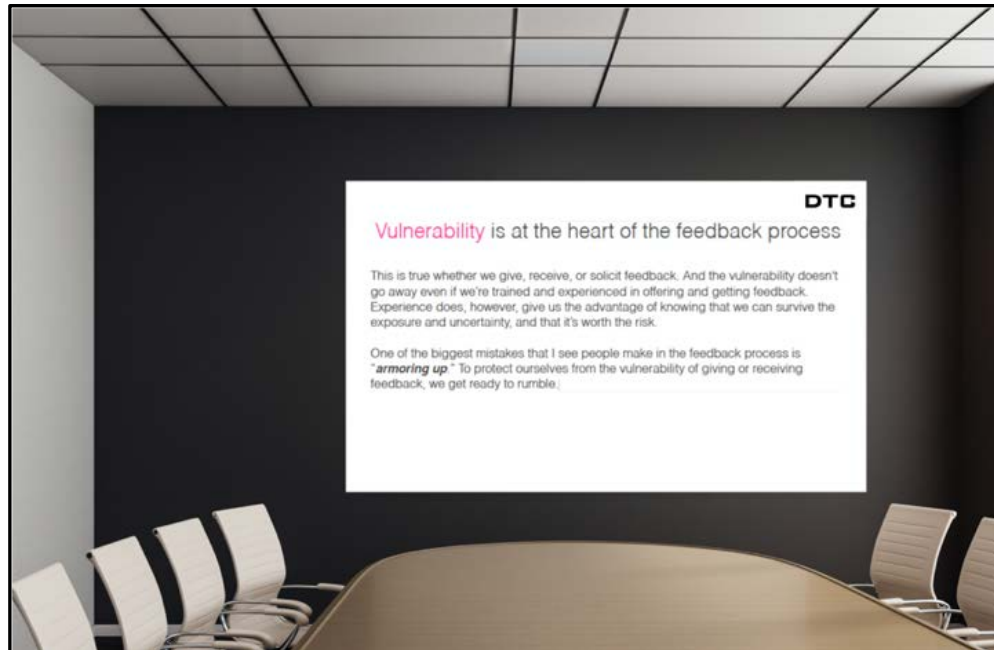 DTC
Vulnerability is at the heart of the feedback process
This is true whether we give, receive, or solicit feedback. And the vulnerability doesn't
go away even if we're trained and experienced in offering and getting feedback.
Experience does, however, give us the advantage of knowing that we can survive the
exposure and uncertainty, and that it's worth the risk.
One of the biggest mistakes that I see people make in the feedback process is
"armoring up." To protect ourselves from the vulnerability of giving or receiving
feedback, we get ready to rumble.